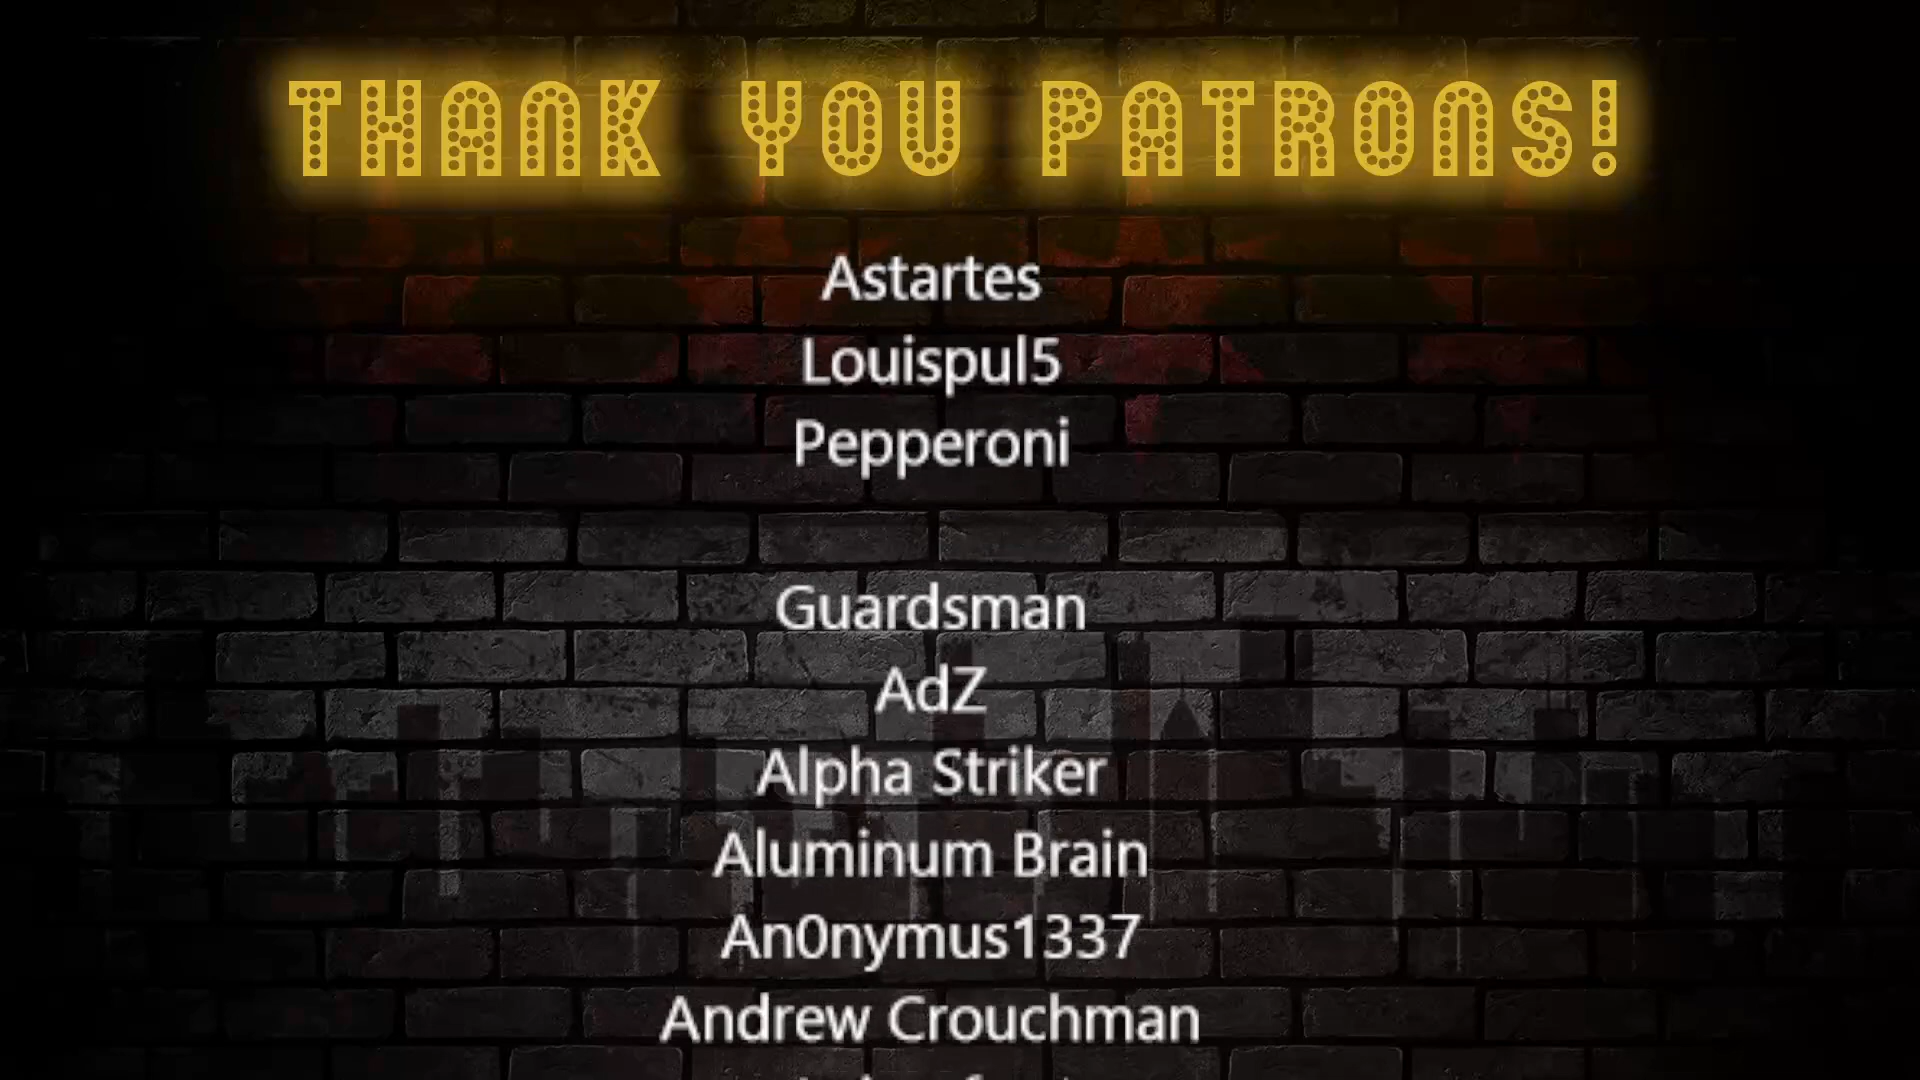 THANK YOU PATRONS!
Astartes
Louispul5
Pepperoni
Guardsman
AdZ
Alpha Striker
Aluminum Brain
An0nymus1337
Andrew Crouchman